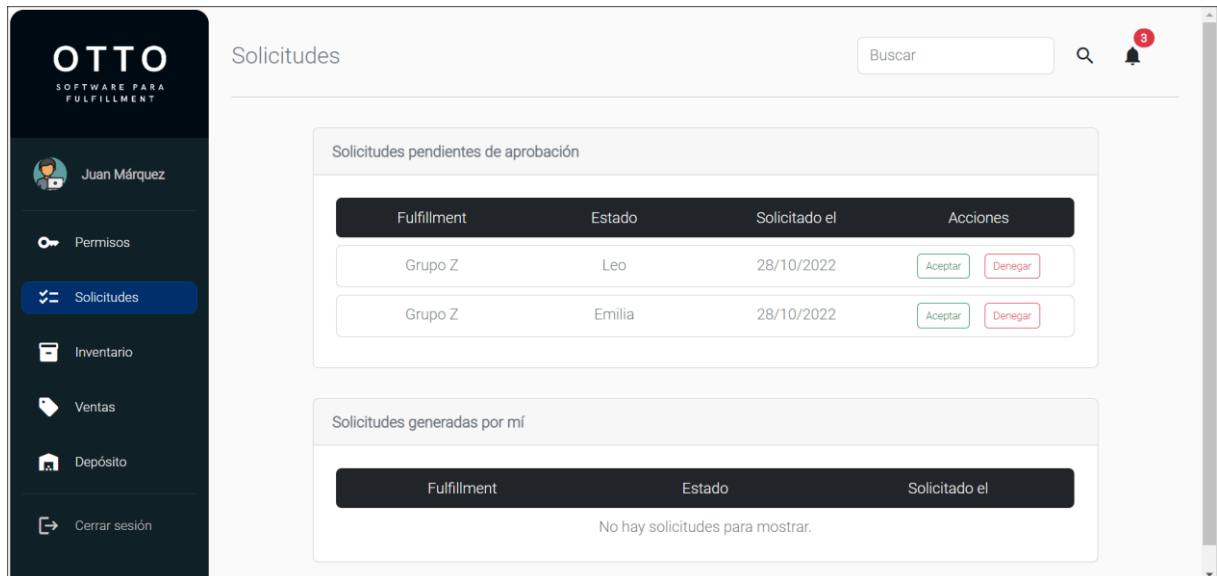 OTTO
SOFTWARE PARA
FULFILLMENT
Juan Márquez
Permisos
Solicitudes
Inventario
Ventas
Depósito
Cerrar sesión
Solicitudes
Buscar
3
Solicitudes pendientes de aprobación
Fulfillment Estado Solicitado el Acciones
Grupo Z Leo 28/10/2022 Aceptar Denegar
Grupo Z Emilia 28/10/2022 Aceptar Denegar
Solicitudes generadas por mí
Fulfillment Estado Solicitado el
No hay solicitudes para mostrar.